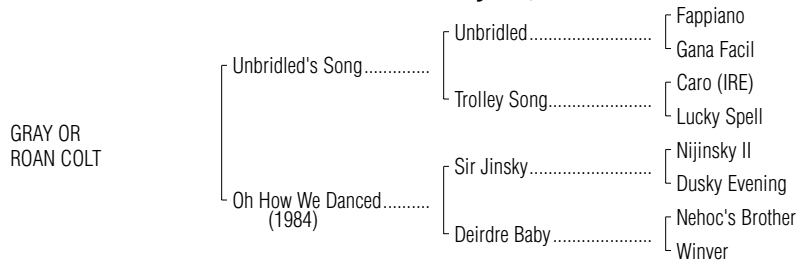 Fappiano
Unbridled..............................
Gana Facil
Unbridled's Song..............
Caro (IRE)
Trolley Song.........................
Lucky Spell
GRAY OR
ROAN COLT
Nijinsky II
Sir Jinsky..............................
Dusky Evening
Oh How We Danced..........
(1984)
Nehoc's Brother
Deirdre Baby........................
Winver